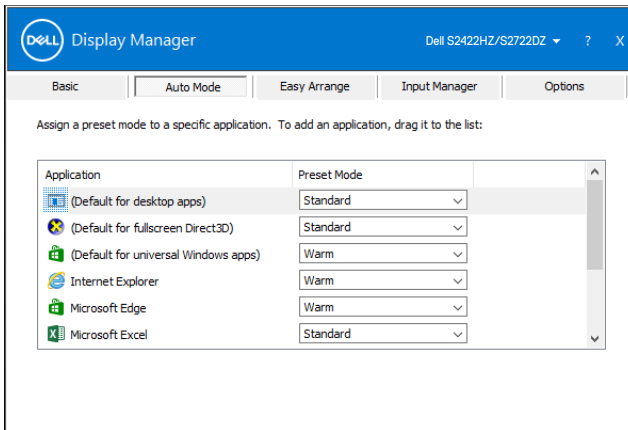 DELL Display Manager Dell S2422HZ/S2722DZ ? X
Basic Auto Mode Easy Arrange Input Manager Options
Assign a preset mode to a specific application. To add an application, drag it to the list:
Application Preset Mode
(Default for desktop apps) Standard
(Default for fullscreen Direct3D) Standard
(Default for universal Windows apps) Warm
Internet Explorer Warm
Microsoft Edge Warm
Microsoft Excel Standard